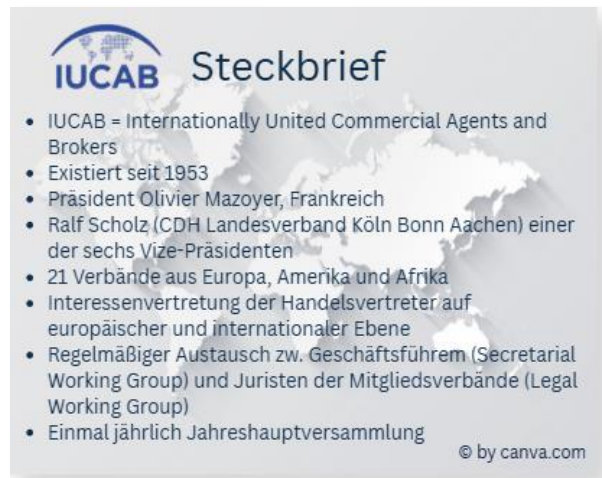 IUCAB
Steckbrief
• IUCAB = Internationally United Commercial Agents and
Brokers
• Existiert seit 1953
• Präsident Olivier Mazoyer, Frankreich
• Ralf Scholz (CDH Landesverband Köln Bonn Aachen) einer
der sechs Vize-Präsidenten
• 21 Verbände aus Europa, Amerika und Afrika
• Interessenvertretung der Handelsvertreter auf
europäischer und internationaler Ebene
• Regelmäßiger Austausch zw. Geschäftsführern (Secretarial
Working Group) und Juristen der Mitgliedsverbände (Legal
Working Group)
• Einmal jährlich Jahreshauptversammlung
© by canva.com